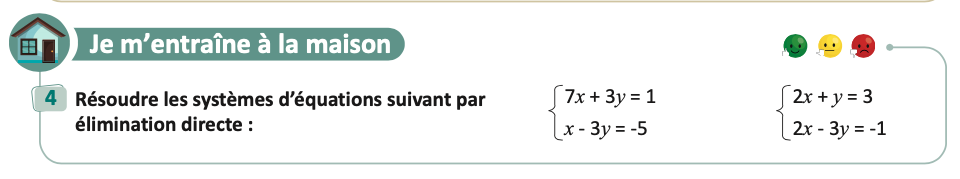 Je m'entraîne à la maison
4 Résoudre les systèmes d'équations suivant par
élimination directe :
7x + 3y = 1
x - 3y = -5
2x + y = 3
2x - 3y = -1